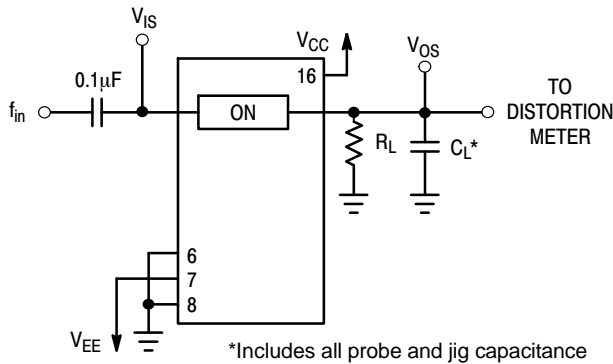 V_IS
V_CC
V_OS
0.1µF
16
f_in
ON
TO
DISTORTION
METER
R_L
C_L*
6
7
8
V_EE
*Includes all probe and jig capacitance